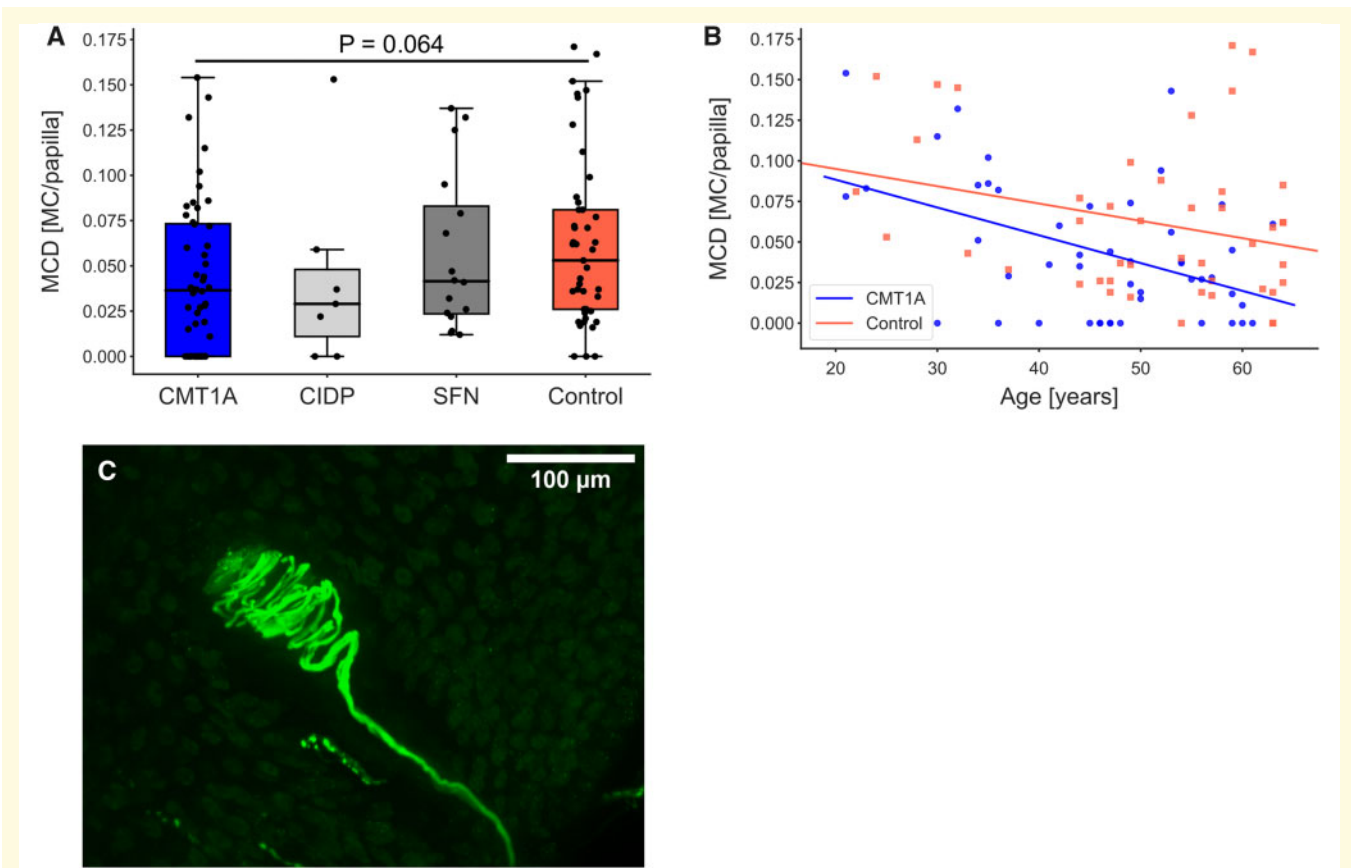 A
P = 0.064
0.175
0.150
0.125
0.100
0.075
0.050
0.025
0.000
MCD [MC/papilla]
CMT1A
CIDP
SFN
Control
B
0.175
0.150
0.125
0.100
0.075
0.050
0.025
0.000
MCD [MC/papilla]
CMT1A
Control
20
30
40
50
60
Age [years]
C
100 µm